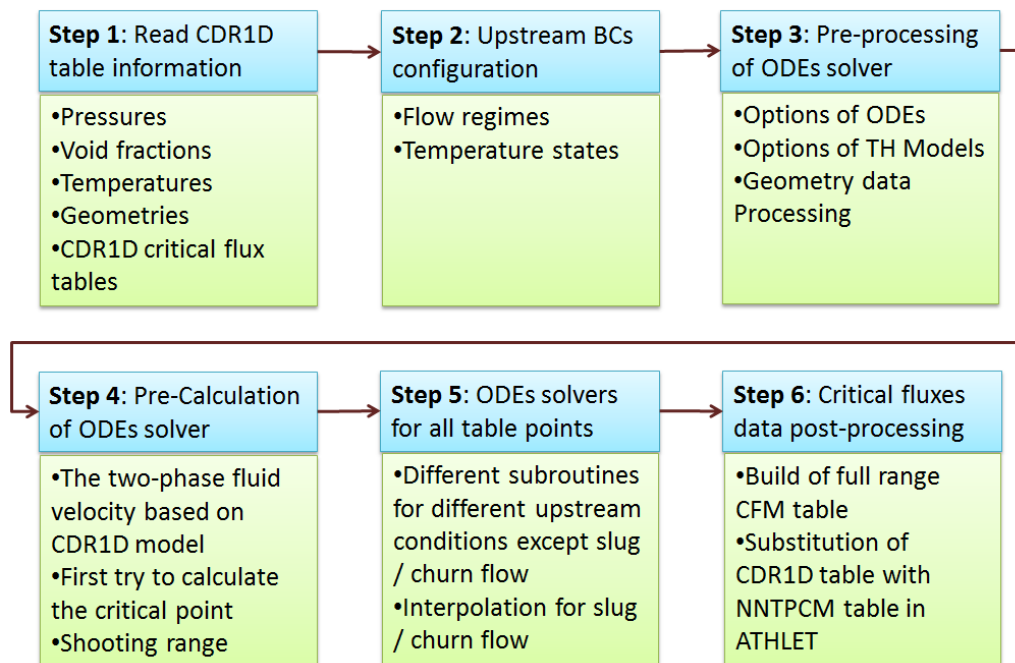 Step 1: Read CDR1D
table information
•Pressures
•Void fractions
•Temperatures
•Geometries
•CDR1D critical flux
tables
Step 2: Upstream BCs
configuration
•Flow regimes
•Temperature states
Step 3: Pre-processing
of ODEs solver
•Options of ODEs
•Options of TH Models
•Geometry data
Processing
Step 4: Pre-Calculation
of ODEs solver
•The two-phase fluid
velocity based on
CDR1D model
•First try to calculate
the critical point
•Shooting range
Step 5: ODEs solvers
for all table points
•Different subroutines
for different upstream
conditions except slug
/ churn flow
•Interpolation for slug
/ churn flow
Step 6: Critical fluxes
data post-processing
•Build of full range
CFM table
•Substitution of
CDR1D table with
NNTPCM table in
ATHLET